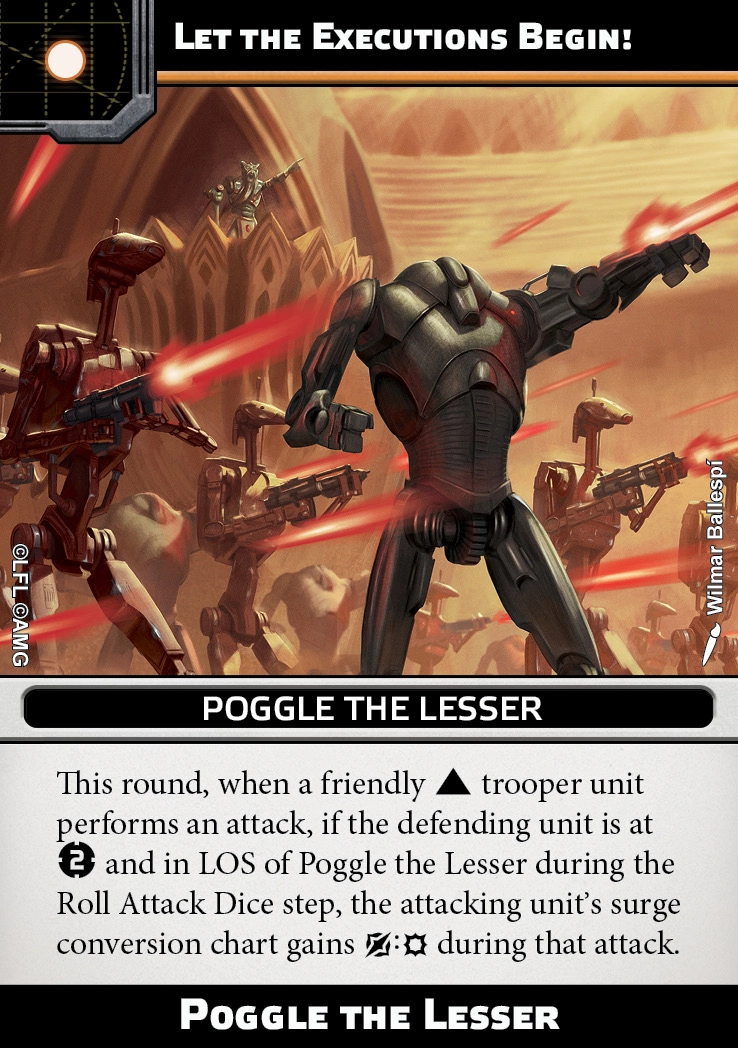 Let the Executions Begin!
©LFL ©AMG
Wilmar Ballespí
POGGLE THE LESSER
This round, when a friendly ▲ trooper unit
performs an attack, if the defending unit is at
2 and in LOS of Poggle the Lesser during the
Roll Attack Dice step, the attacking unit’s surge
conversion chart gains : during that attack.
Poggle the Lesser